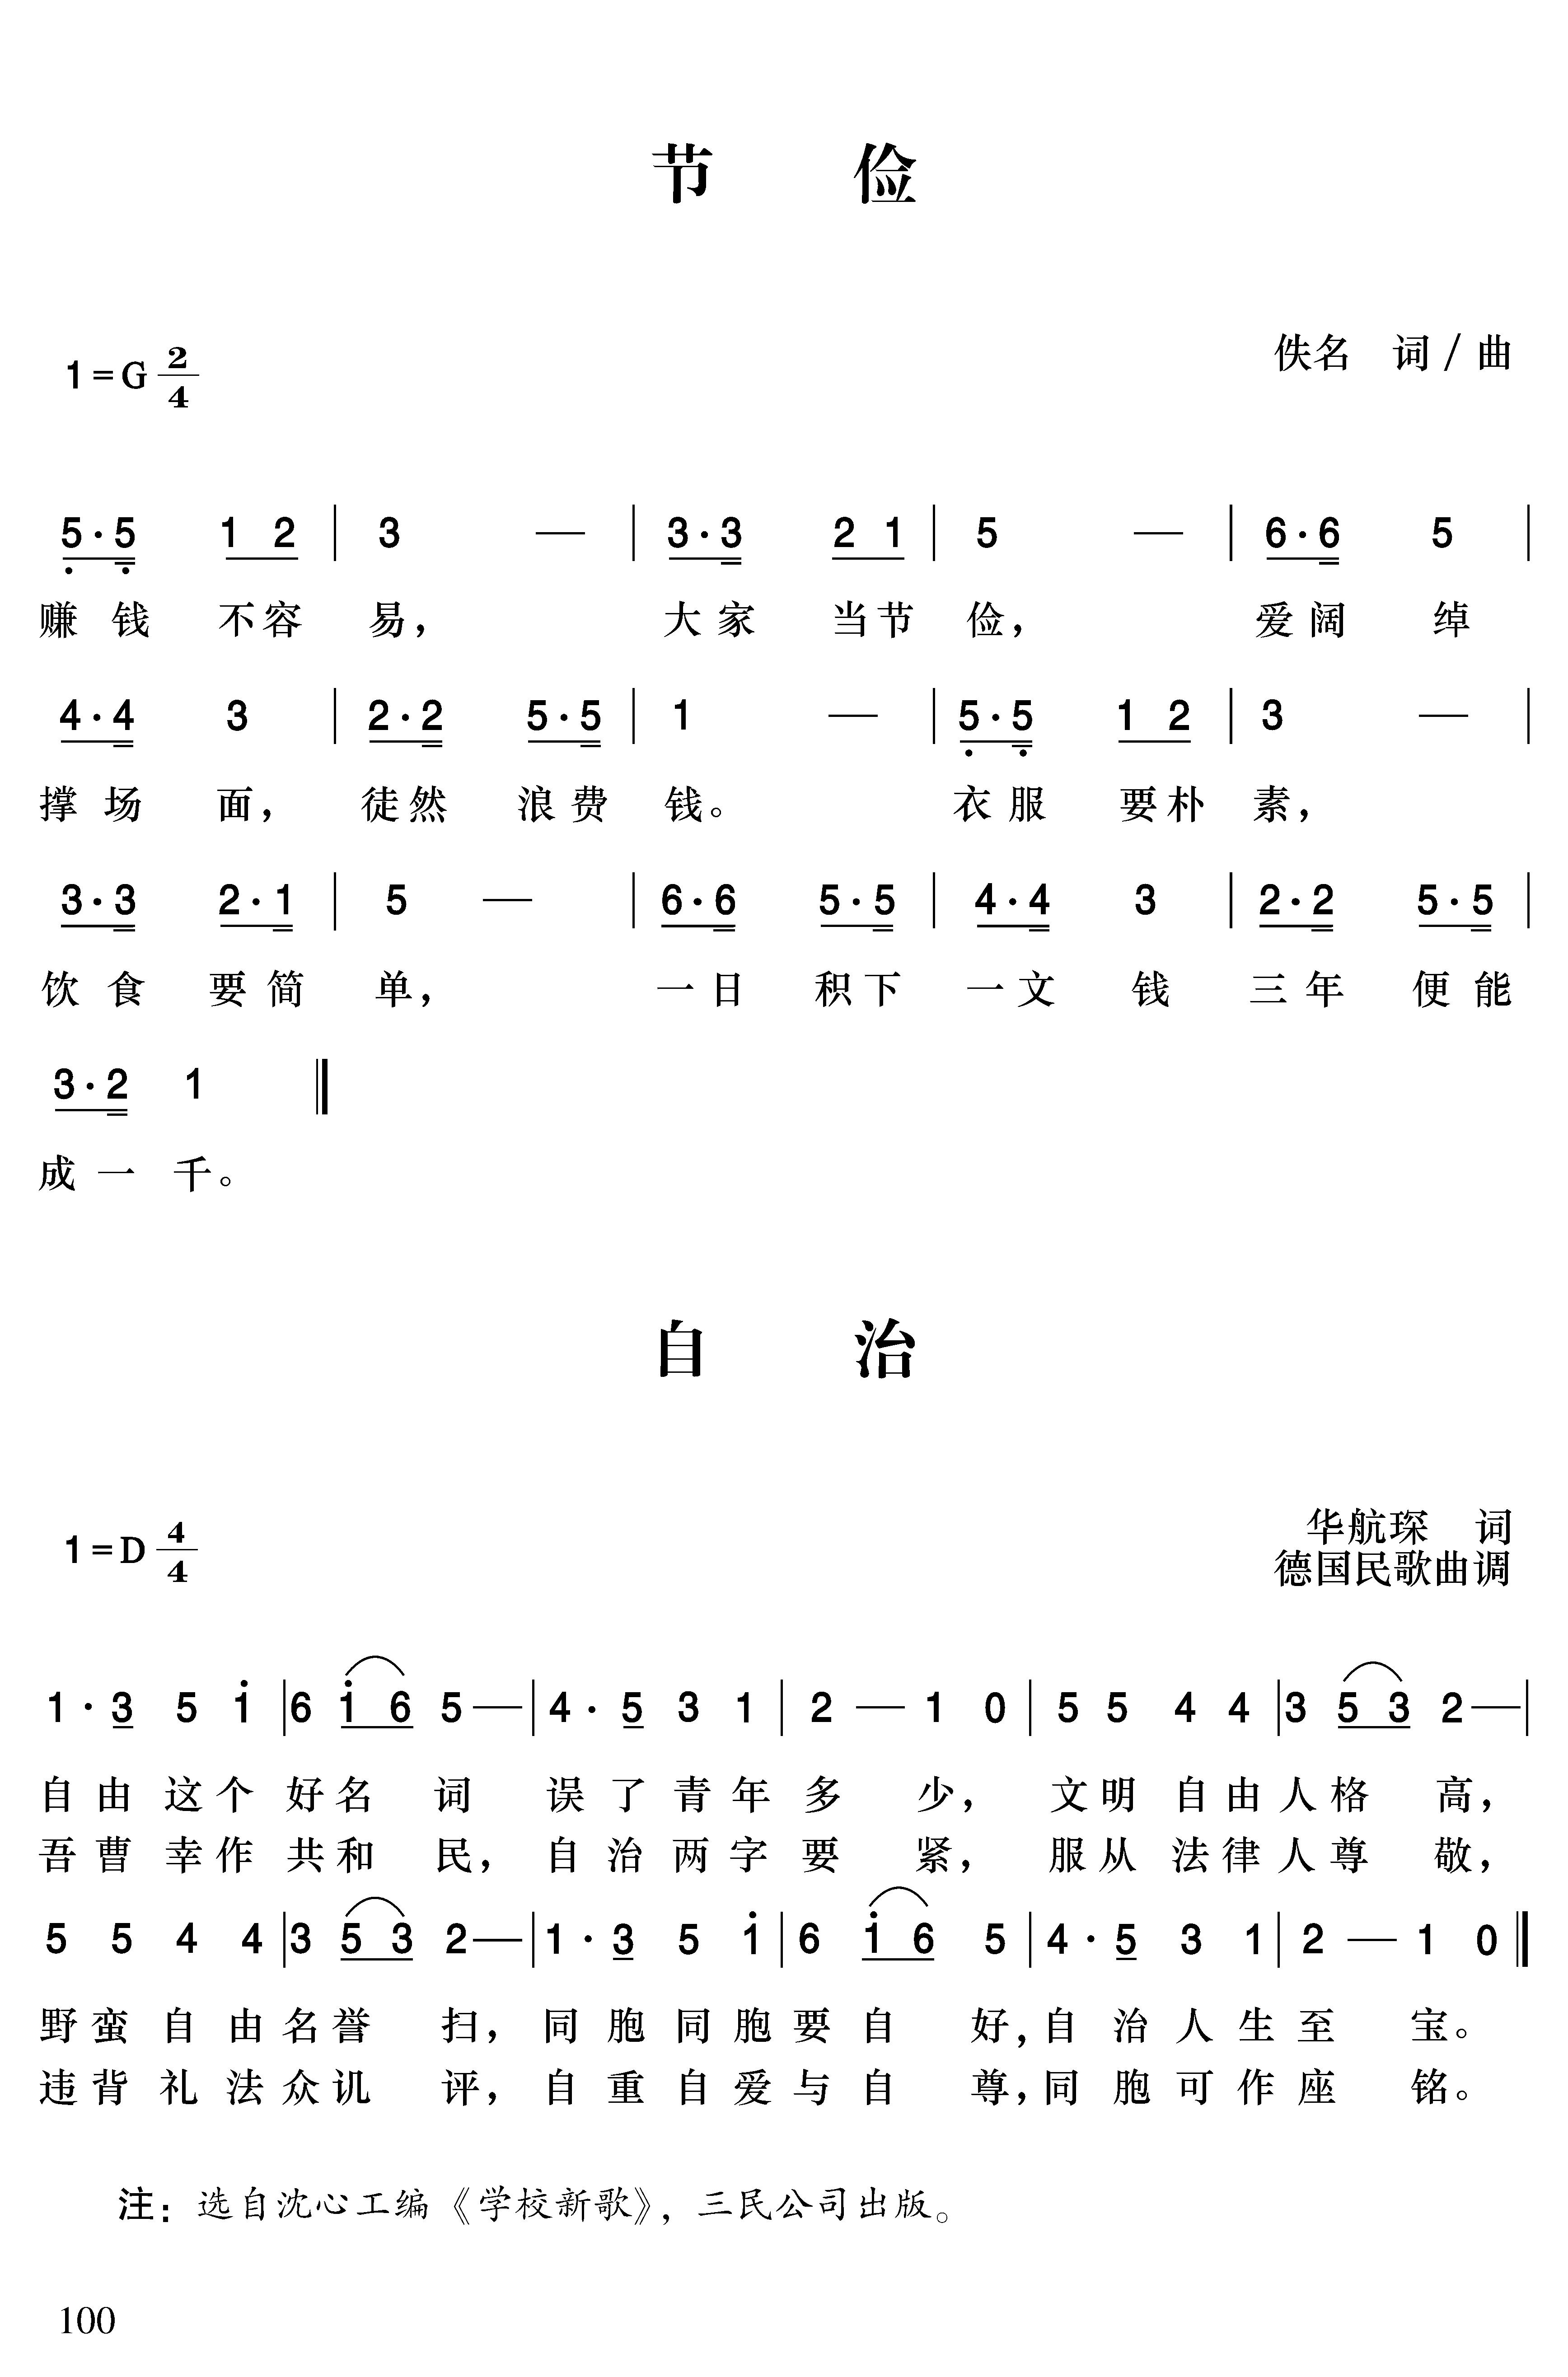 节 俭
佚名 词 / 曲
1 = G 2/4
5 · 5 1 2 | 3 — | 3 · 3 2 1 | 5 — | 6 · 6 5 |
赚 钱 不容 易， 大 家 当节 俭， 爱 阔 绰
4 · 4 3 | 2 · 2 5 · 5 | 1 — | 5 · 5 1 2 | 3 — |
撑 场 面， 徒 然 浪 费 钱。 衣 服 要朴 素，
3 · 3 2 · 1 | 5 — | 6 · 6 5 · 5 | 4 · 4 3 | 2 · 2 5 · 5 |
饮 食 要 简 单， 一 日 积 下 一 文 钱 三 年 便 能
3 · 2 1 ‖
成 一 千。
自 治
华航琛 词
1 = D 4/4
德国民歌曲调
1 · 3 5 1̇ | 6 1̇ 6 5 — | 4 · 5 3 1 | 2 — 1 0 | 5 5 4 4 | 3 5 3 2 — |
自 由 这 个 好 名 词 误 了 青 年 多 少， 文 明 自 由 人 格 高，
吾 曹 幸 作 共 和 民， 自 治 两 字 要 紧， 服 从 法 律 人 尊 敬，
5 5 4 4 | 3 5 3 2 — | 1 · 3 5 1̇ | 6 1̇ 6 5 | 4 · 5 3 1 | 2 — 1 0 ‖
野 蛮 自 由 名 誉 扫， 同 胞 同 胞 要 自 好，自 治 人 生 至 宝。
违 背 礼 法 众 讥 评， 自 重 自 爱 与 自 尊，同 胞 可 作 座 铭。
注：选自沈心工编《学校新歌》，三民公司出版。
100